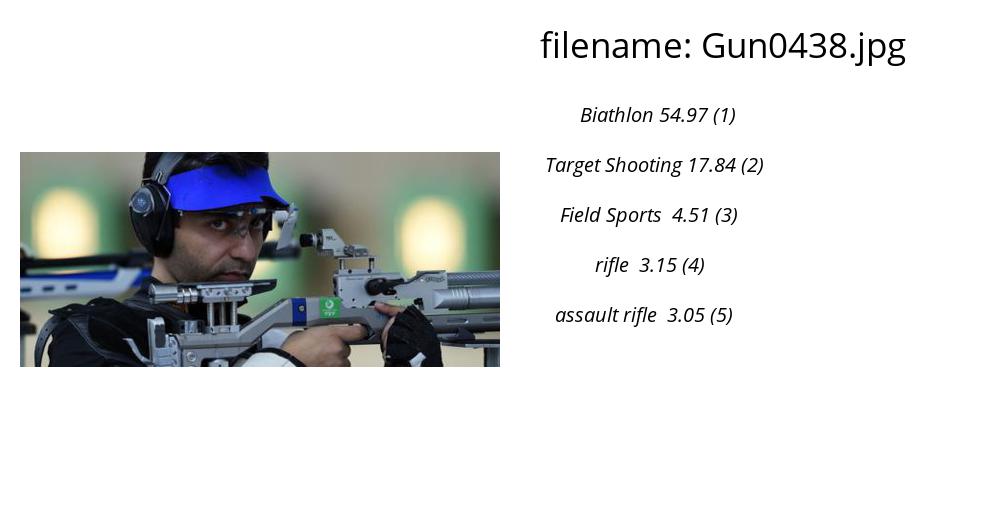 filename: Gun0438.jpg
Biathlon 54.97 (1)
Target Shooting 17.84 (2)
Field Sports 4.51 (3)
rifle 3.15 (4)
assault rifle 3.05 (5)